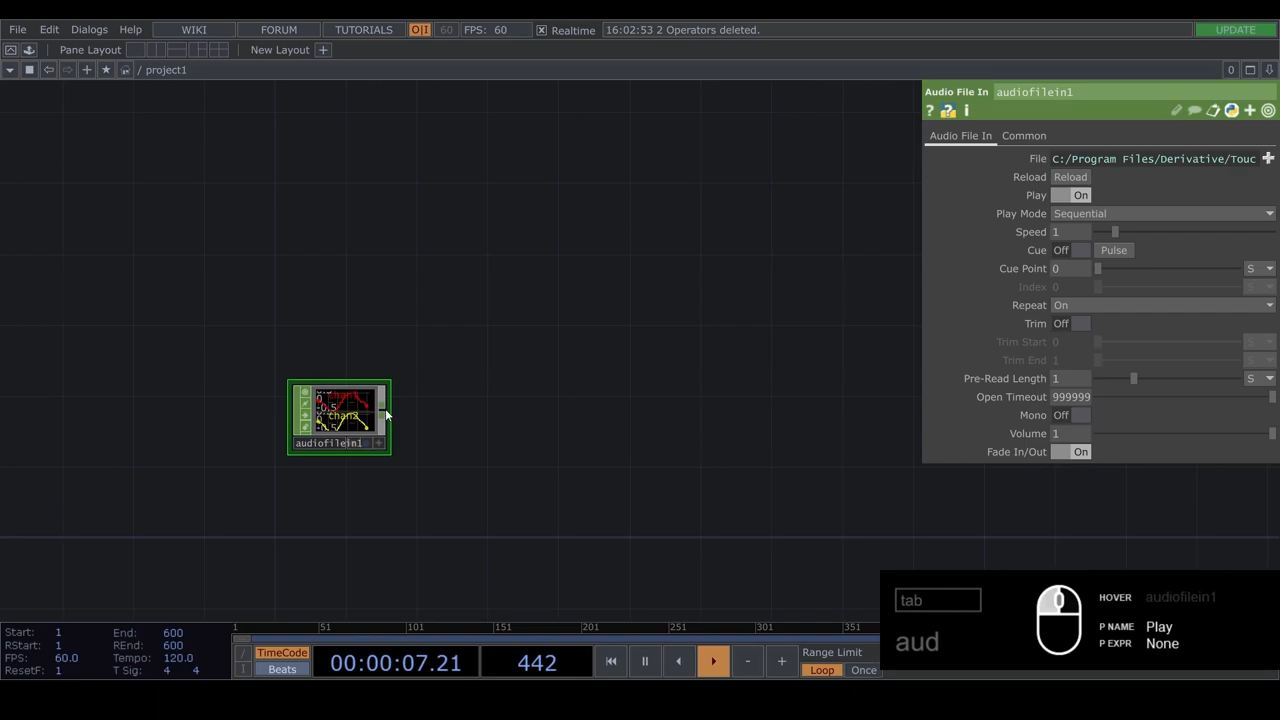 File Edit Dialogs Help WIKI FORUM TUTORIALS O|I 60 FPS: 60 Realtime 16:02:53 2 Operators deleted. UPDATE
Pane Layout New Layout +
/ project1 0
Audio File In audiofilein1
? ? i
Audio File In Common
File C:/Program Files/Derivative/Touc
Reload Reload
Play On
Play Mode Sequential
Speed 1
Cue Off Pulse
Cue Point 0 S
Index 0 S
Repeat On
Trim Off
Trim Start 0 S
Trim End 1 S
Pre-Read Length 1 S
Open Timeout 999999
Mono Off
Volume 1
Fade In/Out On
chan1
-0.5
chan2
audiofilein1
tab
aud
HOVER audiofilein1
P NAME Play
P EXPR None
Start: 1 End: 600
RStart: 1 REnd: 600
FPS: 60.0 Tempo: 120.0
ResetF: 1 T Sig: 4 4
1 51 101 151 201 251 301 351
TimeCode
Beats
00:00:07.21 442
- +
Range Limit
Loop Once